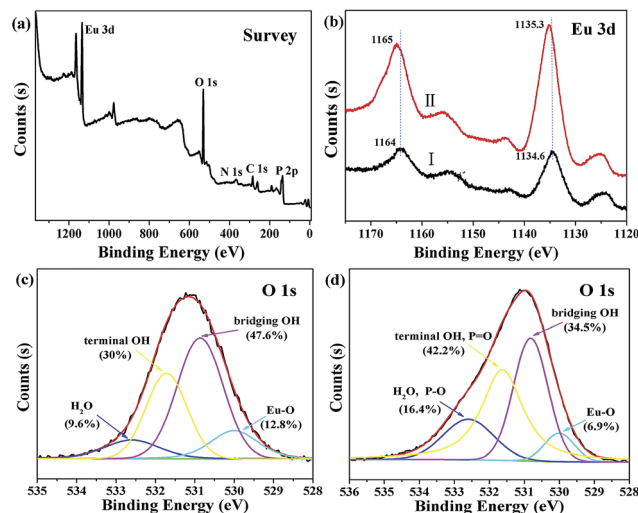 (a)
Survey
Eu 3d
O 1s
N 1s
C 1s
P 2p
Counts (s)
1200 1000 800 600 400 200 0
Binding Energy (eV)
(b)
Eu 3d
1165
1135.3
II
1164
I
1134.6
Counts (s)
1170 1160 1150 1140 1130 1120
Binding Energy (eV)
(c)
O 1s
bridging OH
(47.6%)
terminal OH
(30%)
H₂O
(9.6%)
Eu-O
(12.8%)
Counts (s)
535 534 533 532 531 530 529 528
Binding Energy (eV)
(d)
O 1s
bridging OH
(34.5%)
terminal OH, P=O
(42.2%)
H₂O, P-O
(16.4%)
Eu-O
(6.9%)
Counts (s)
536 535 534 533 532 531 530 529 528
Binding Energy (eV)